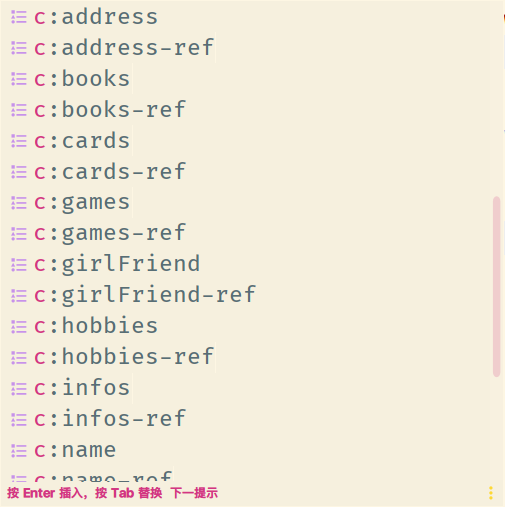 c:address
c:address-ref
c:books
c:books-ref
c:cards
c:cards-ref
c:games
c:games-ref
c:girlFriend
c:girlFriend-ref
c:hobbies
c:hobbies-ref
c:infos
c:infos-ref
c:name
c:name-ref
按 Enter 插入，按 Tab 替换 下一提示